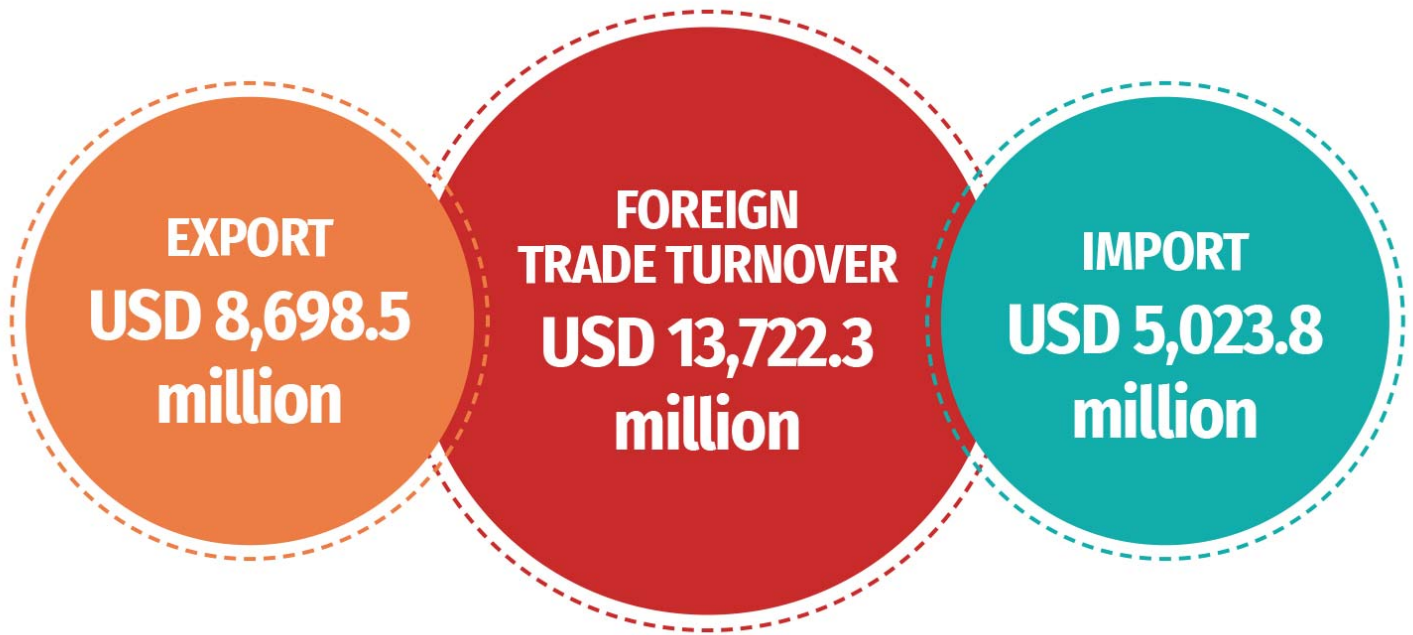 EXPORT
USD 8,698.5
million
FOREIGN
TRADE TURNOVER
USD 13,722.3
million
IMPORT
USD 5,023.8
million